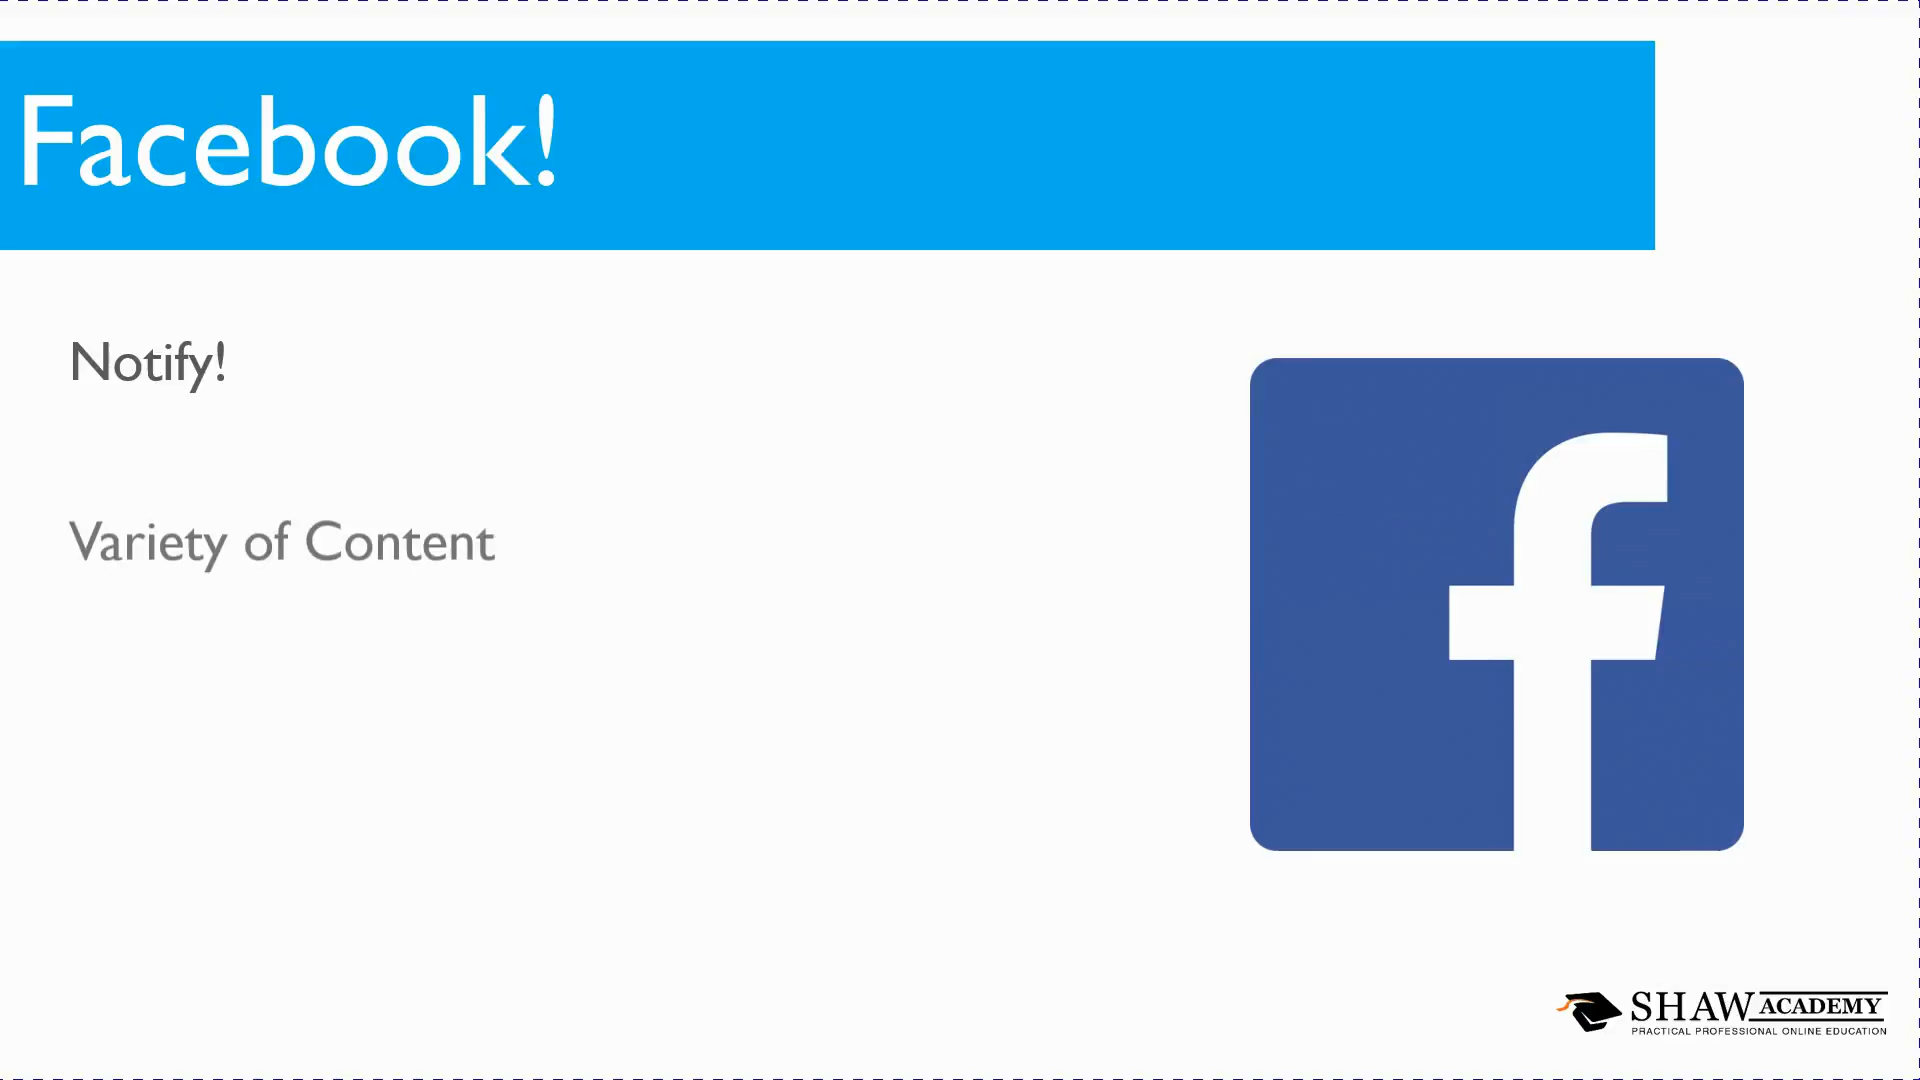 Facebook!
Notify!
Variety of Content
f
SHAW ACADEMY
PRACTICAL PROFESSIONAL ONLINE EDUCATION